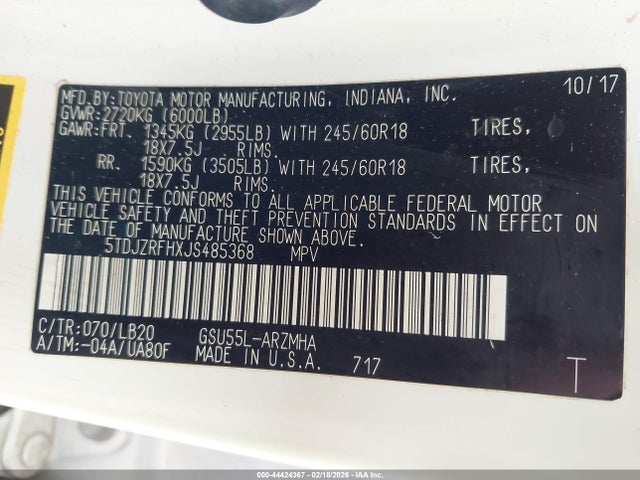 MFD.BY:TOYOTA MOTOR MANUFACTURING, INDIANA, INC. 10/17
GVWR:2720KG (6000LB)
GAWR:FRT. 1345KG (2955LB) WITH 245/60R18 TIRES,
18X7.5J RIMS.
RR. 1590KG (3505LB) WITH 245/60R18 TIRES,
18X7.5J RIMS.
THIS VEHICLE CONFORMS TO ALL APPLICABLE FEDERAL MOTOR
VEHICLE SAFETY AND THEFT PREVENTION STANDARDS IN EFFECT ON
THE DATE OF MANUFACTURE SHOWN ABOVE.
5TDJZRFHXJS485368 MPV
C/TR:070/LB20 GSU55L-ARZMHA
A/TM:-04A/UA80F MADE IN U.S.A. 717
T
000-44424367 - 02/18/2026 - IAA Inc.